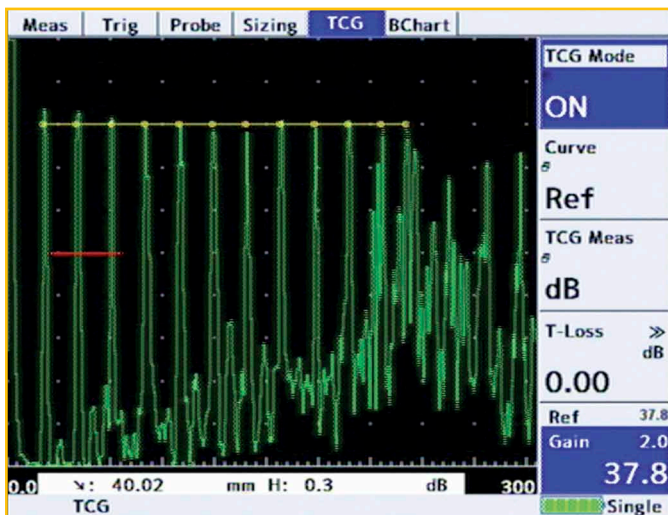 Meas Trig Probe Sizing TCG BChart
TCG Mode
ON
Curve
Ref
TCG Meas
dB
T-Loss »
dB
0.00
Ref 37.8
Gain 2.0
37.8
0.0 ↘: 40.02 mm H: 0.3 dB 300
TCG
Single